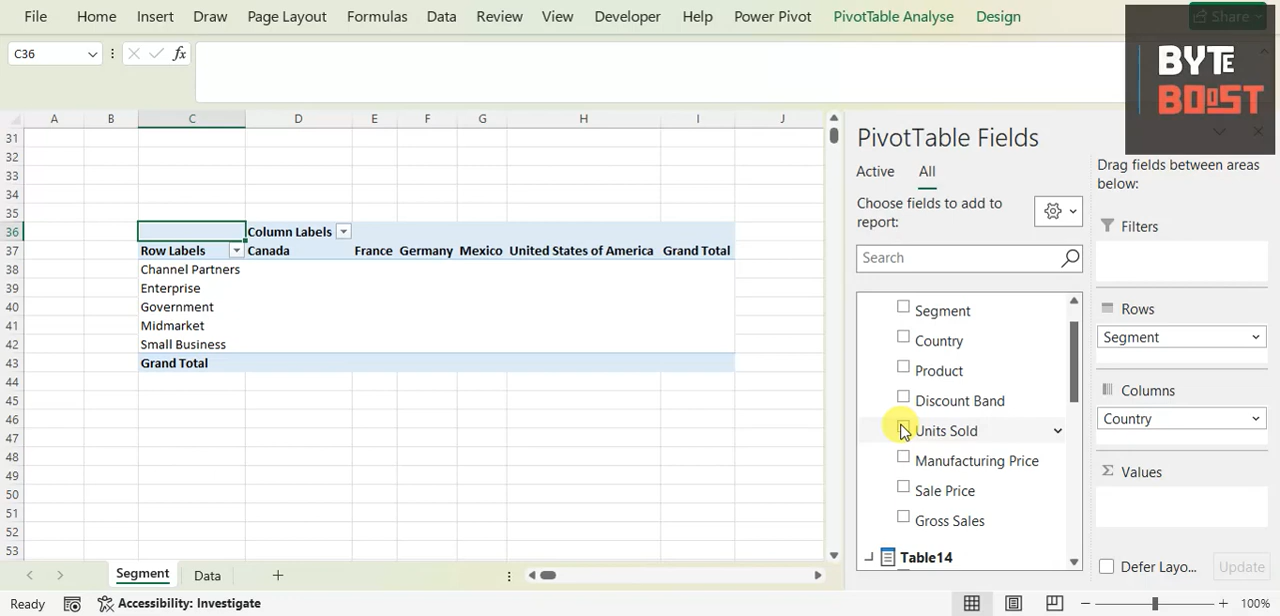 File Home Insert Draw Page Layout Formulas Data Review View Developer Help Power Pivot PivotTable Analyse Design Share
BYTE
BOOST
C36 fx
A B C D E F G H I J
31
32
33
34
35
36 Column Labels
37 Row Labels Canada France Germany Mexico United States of America Grand Total
38 Channel Partners
39 Enterprise
40 Government
41 Midmarket
42 Small Business
43 Grand Total
44
45
46
47
48
49
50
51
52
53
PivotTable Fields
Active All
Choose fields to add to
report:
Search
Segment
Country
Product
Discount Band
Units Sold
Manufacturing Price
Sale Price
Gross Sales
Table14
Drag fields between areas
below:
Filters
Rows
Segment
Columns
Country
Σ Values
Defer Layo... Update
Segment Data +
Ready Accessibility: Investigate 100%